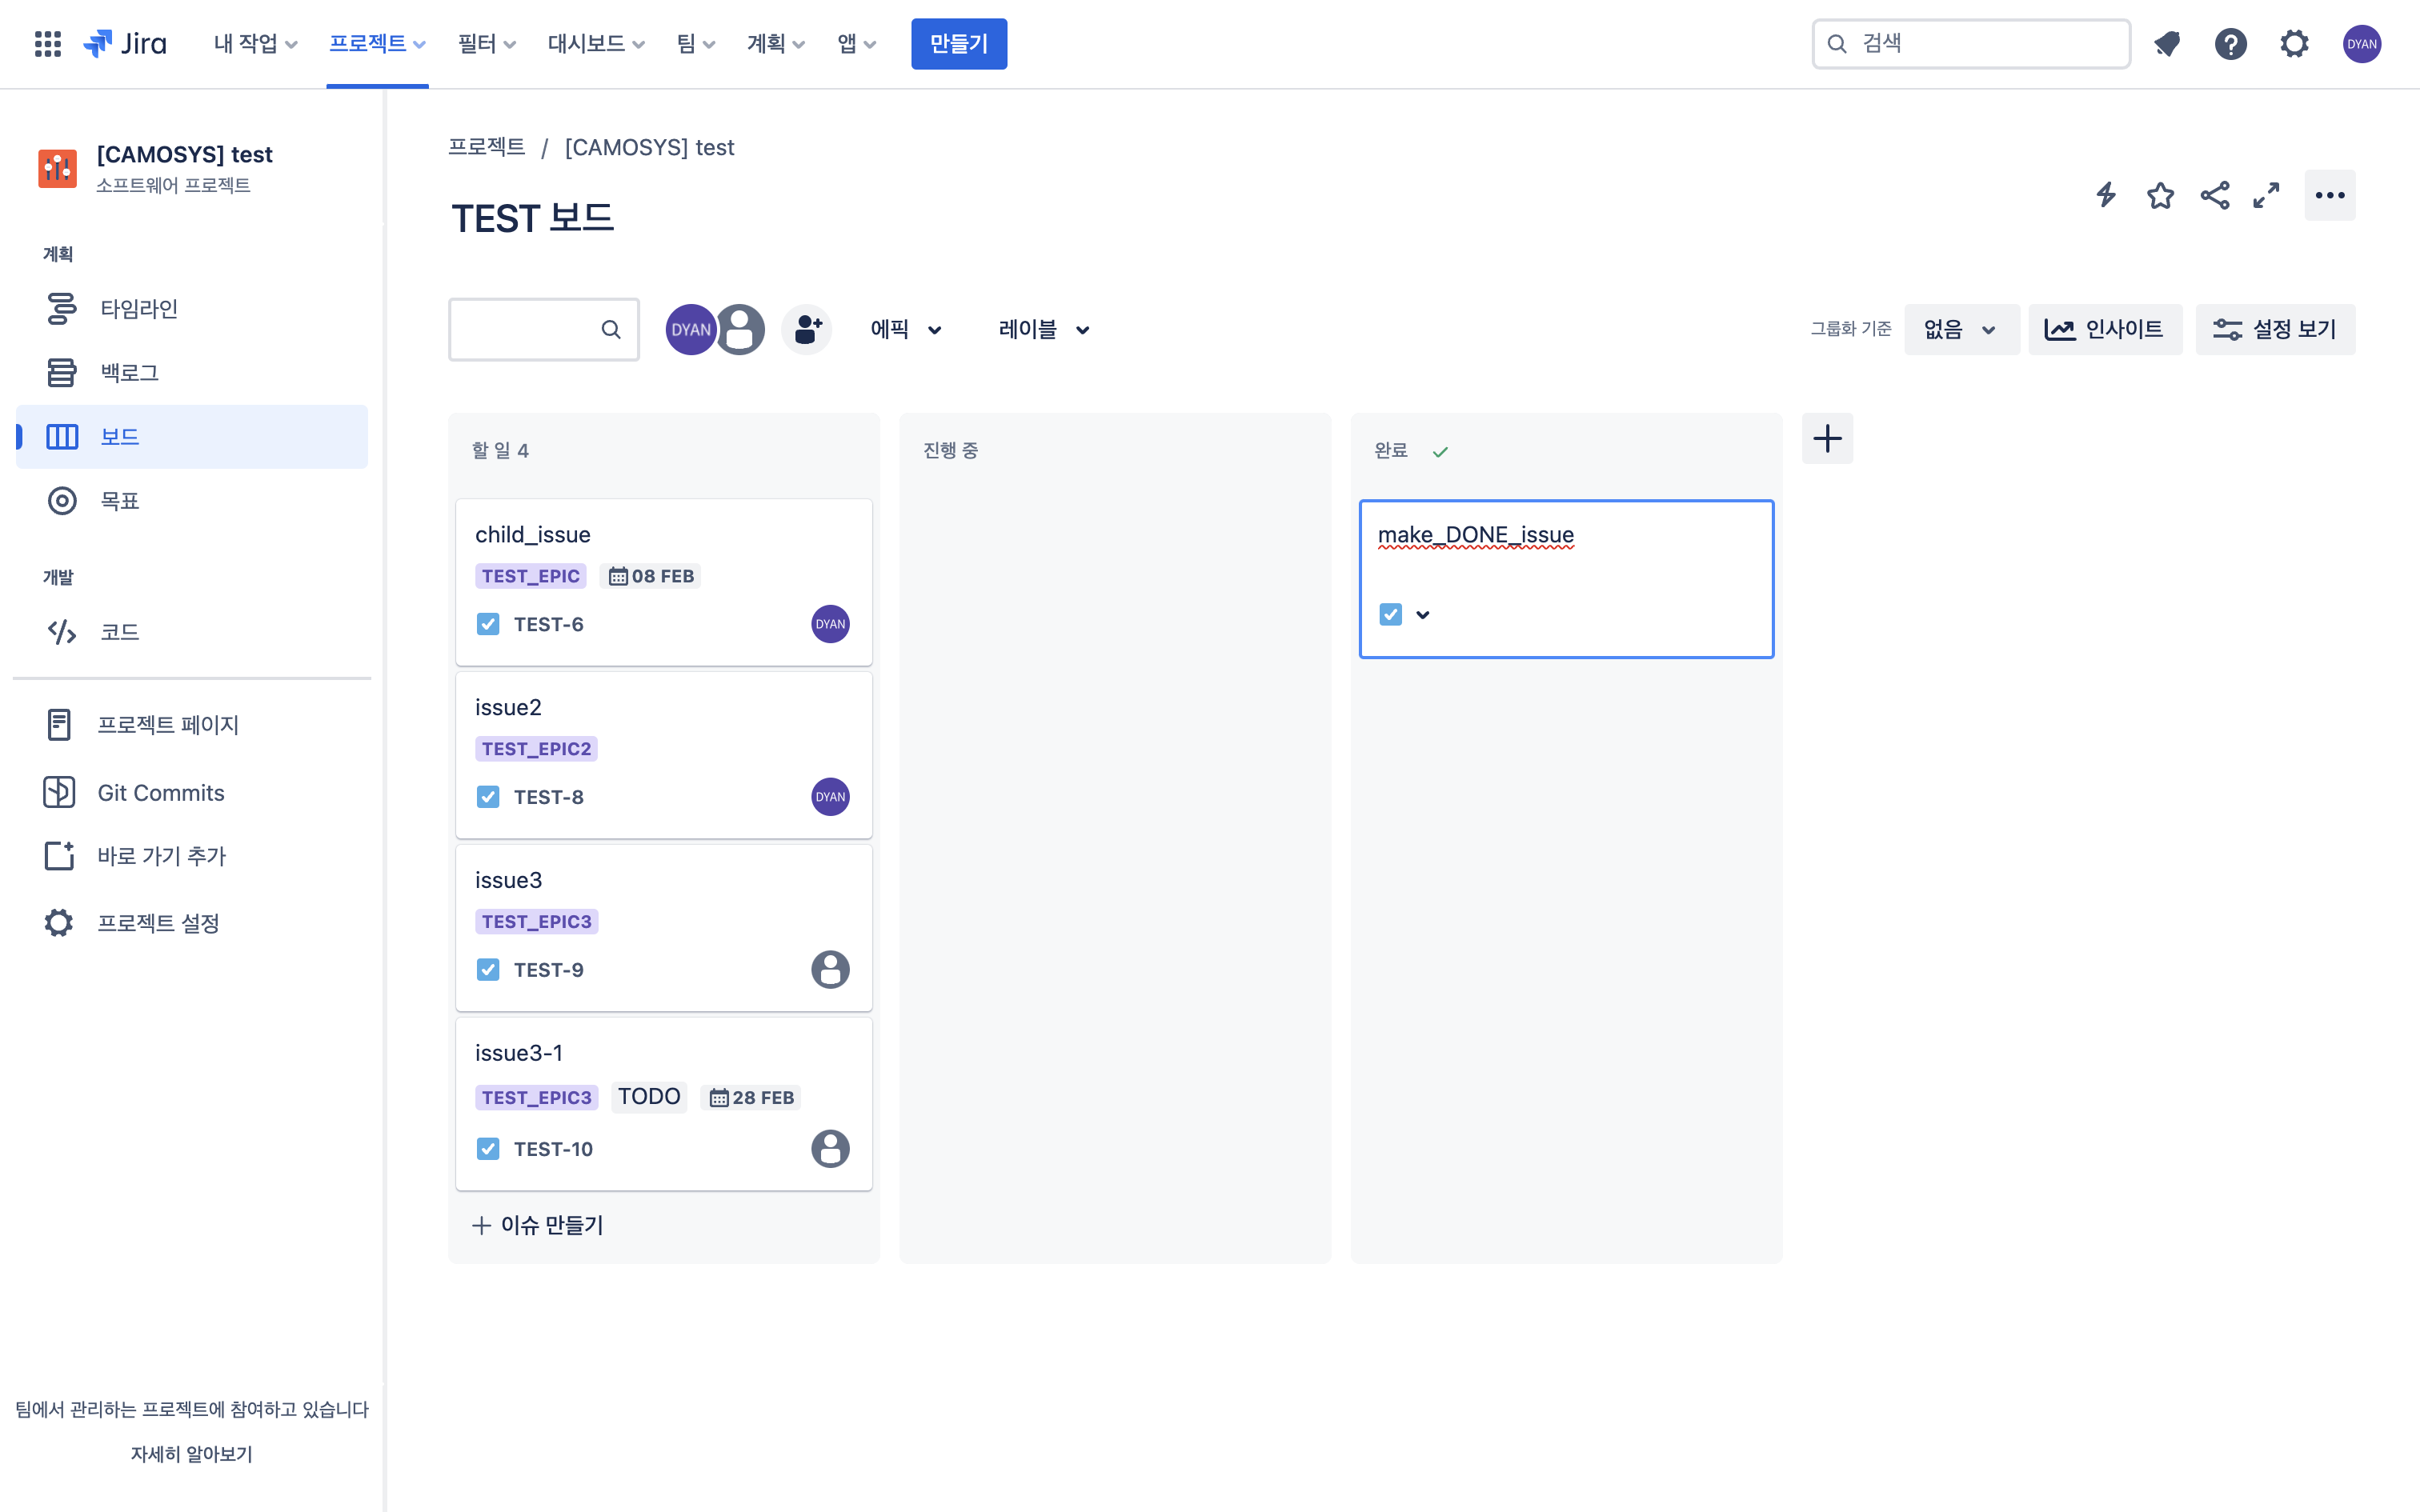 Jira 내 작업 프로젝트 필터 대시보드 팀 계획 앱 만들기 검색 DYAN
[CAMOSYS] test
소프트웨어 프로젝트
계획
타임라인
백로그
보드
목표
개발
코드
프로젝트 페이지
Git Commits
바로 가기 추가
프로젝트 설정
팀에서 관리하는 프로젝트에 참여하고 있습니다
자세히 알아보기
프로젝트 / [CAMOSYS] test
TEST 보드
DYAN 에픽 레이블 그룹화 기준 없음 인사이트 설정 보기
할 일 4
child_issue
TEST_EPIC 08 FEB
TEST-6 DYAN
issue2
TEST_EPIC2
TEST-8 DYAN
issue3
TEST_EPIC3
TEST-9
issue3-1
TEST_EPIC3 TODO 28 FEB
TEST-10
이슈 만들기
진행 중
완료
make_DONE_issue